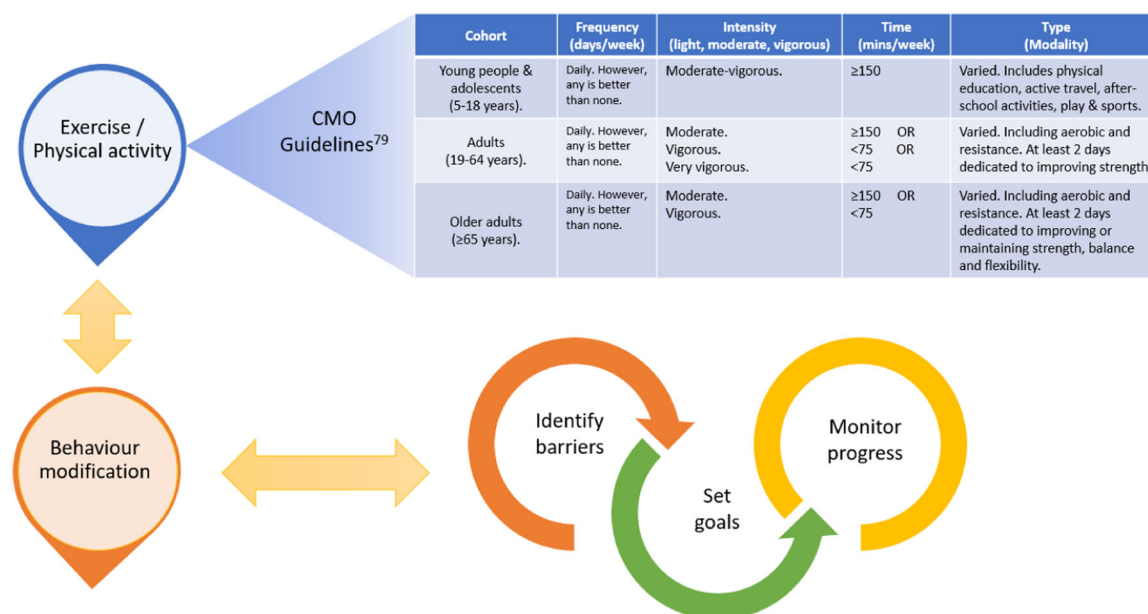 Exercise /
Physical activity
CMO
Guidelines79
Cohort
Frequency
(days/week)
Intensity
(light, moderate, vigorous)
Time
(mins/week)
Type
(Modality)
Young people &
adolescents
(5-18 years).
Daily. However,
any is better
than none.
Moderate-vigorous.
≥150
Varied. Includes physical
education, active travel, after-
school activities, play & sports.
Adults
(19-64 years).
Daily. However,
any is better
than none.
Moderate.
Vigorous.
Very vigorous.
≥150 OR
<75 OR
<75
Varied. Including aerobic and
resistance. At least 2 days
dedicated to improving strength
Older adults
(≥65 years).
Daily. However,
any is better
than none.
Moderate.
Vigorous.
≥150 OR
<75
Varied. Including aerobic and
resistance. At least 2 days
dedicated to improving or
maintaining strength, balance
and flexibility.
Behaviour
modification
Identify
barriers
Set
goals
Monitor
progress